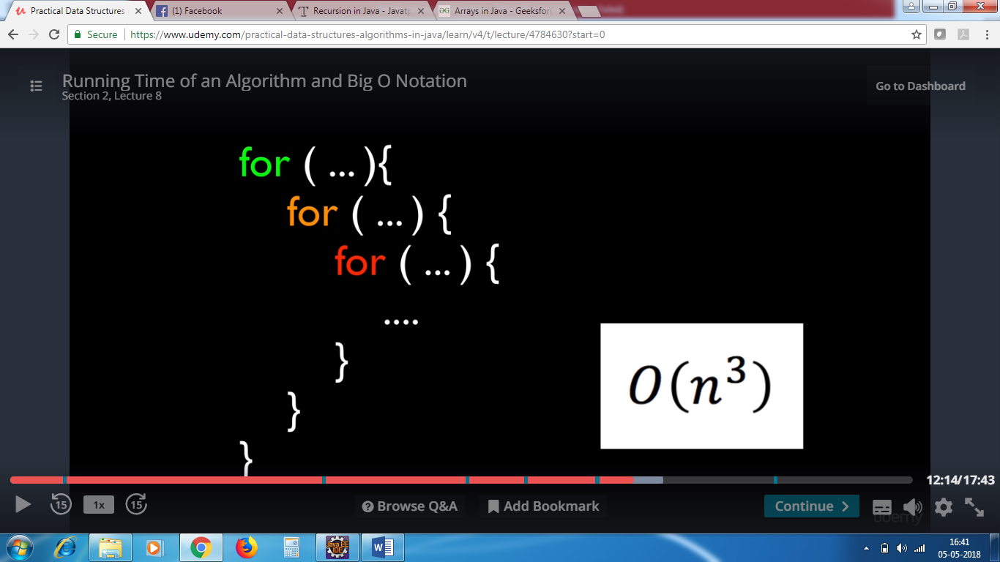 Practical Data Structures
(1) Facebook
Recursion in Java - Javatp
Arrays in Java - Geeksfor
Secure
https://www.udemy.com/practical-data-structures-algorithms-in-java/learn/v4/t/lecture/4784630?start=0
Running Time of an Algorithm and Big O Notation
Section 2, Lecture 8
Go to Dashboard
for ( ... ){
for ( ... ) {
for ( ... ) {
....
}
}
}
O(n³)
12:14/17:43
15
1x
15
Browse Q&A
Add Bookmark
Continue
udemy
Java EE
IDE
16:41
05-05-2018